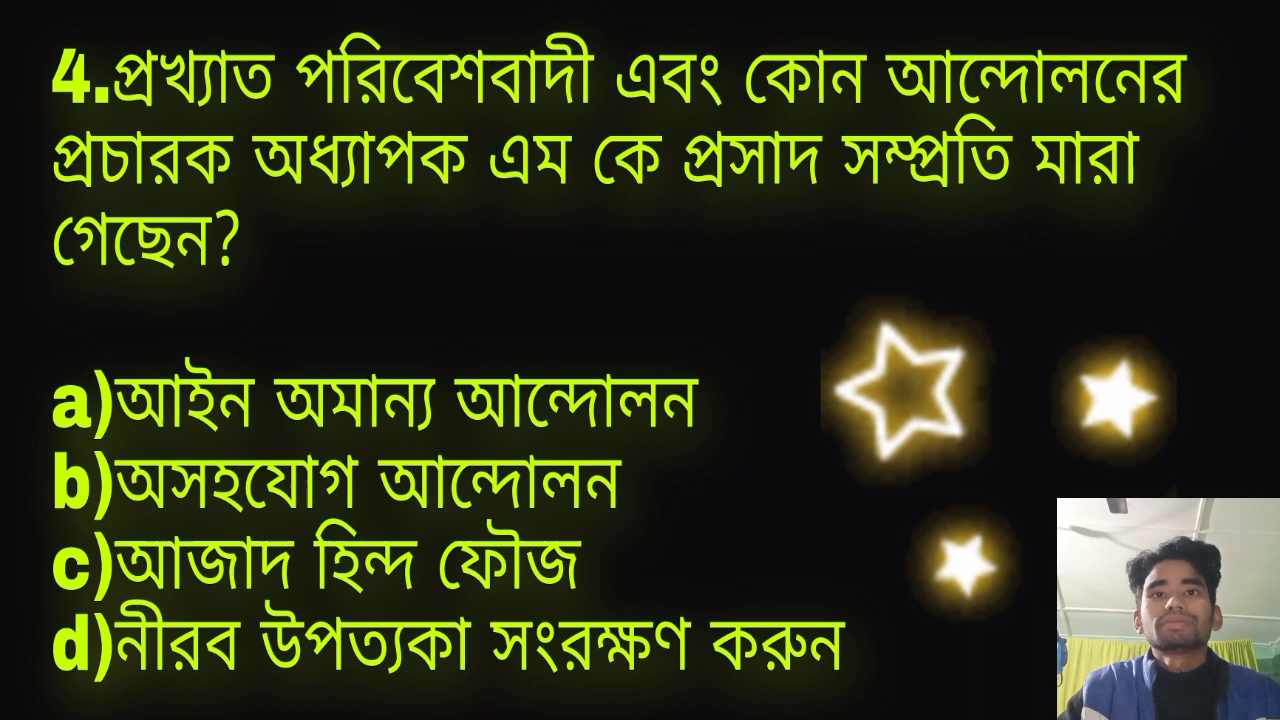 4.প্রখ্যাত পরিবেশবাদী এবং কোন আন্দোলনের
প্রচারক অধ্যাপক এম কে প্রসাদ সম্প্রতি মারা
গেছেন?
a)আইন অমান্য আন্দোলন
b)অসহযোগ আন্দোলন
c)আজাদ হিন্দ ফৌজ
d)নীরব উপত্যকা সংরক্ষণ করুন